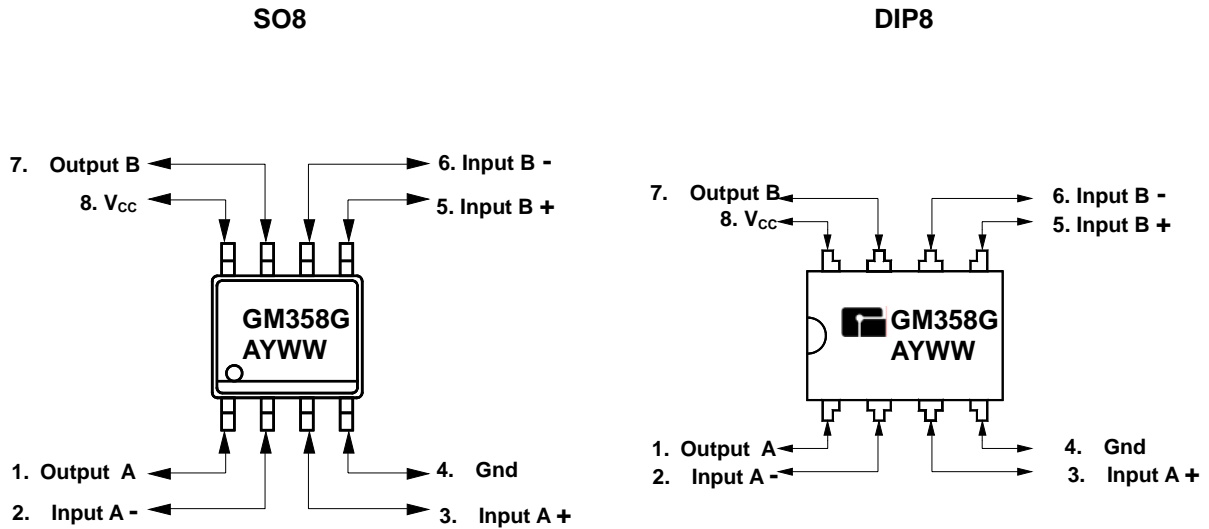 SO8
7. Output B
6. Input B -
8. VCC
5. Input B +
GM358G
AYWW
1. Output A
4. Gnd
2. Input A -
3. Input A +
DIP8
7. Output B
6. Input B -
8. VCC
5. Input B +
GM358G
AYWW
1. Output A
4. Gnd
2. Input A -
3. Input A +